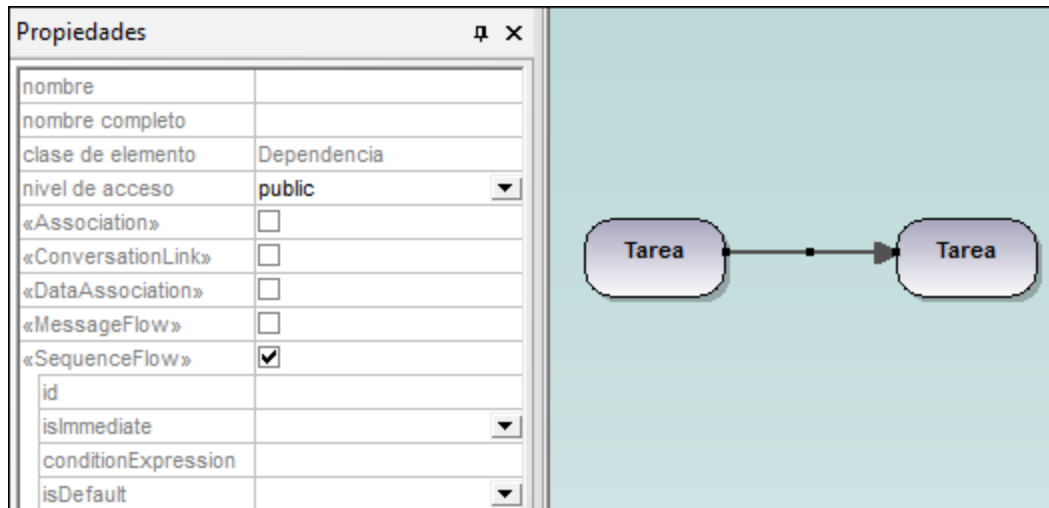 Propiedades
nombre
nombre completo
clase de elemento Dependencia
nivel de acceso public
«Association»
«ConversationLink»
«DataAssociation»
«MessageFlow»
«SequenceFlow»
id
isImmediate
conditionExpression
isDefault
Tarea Tarea